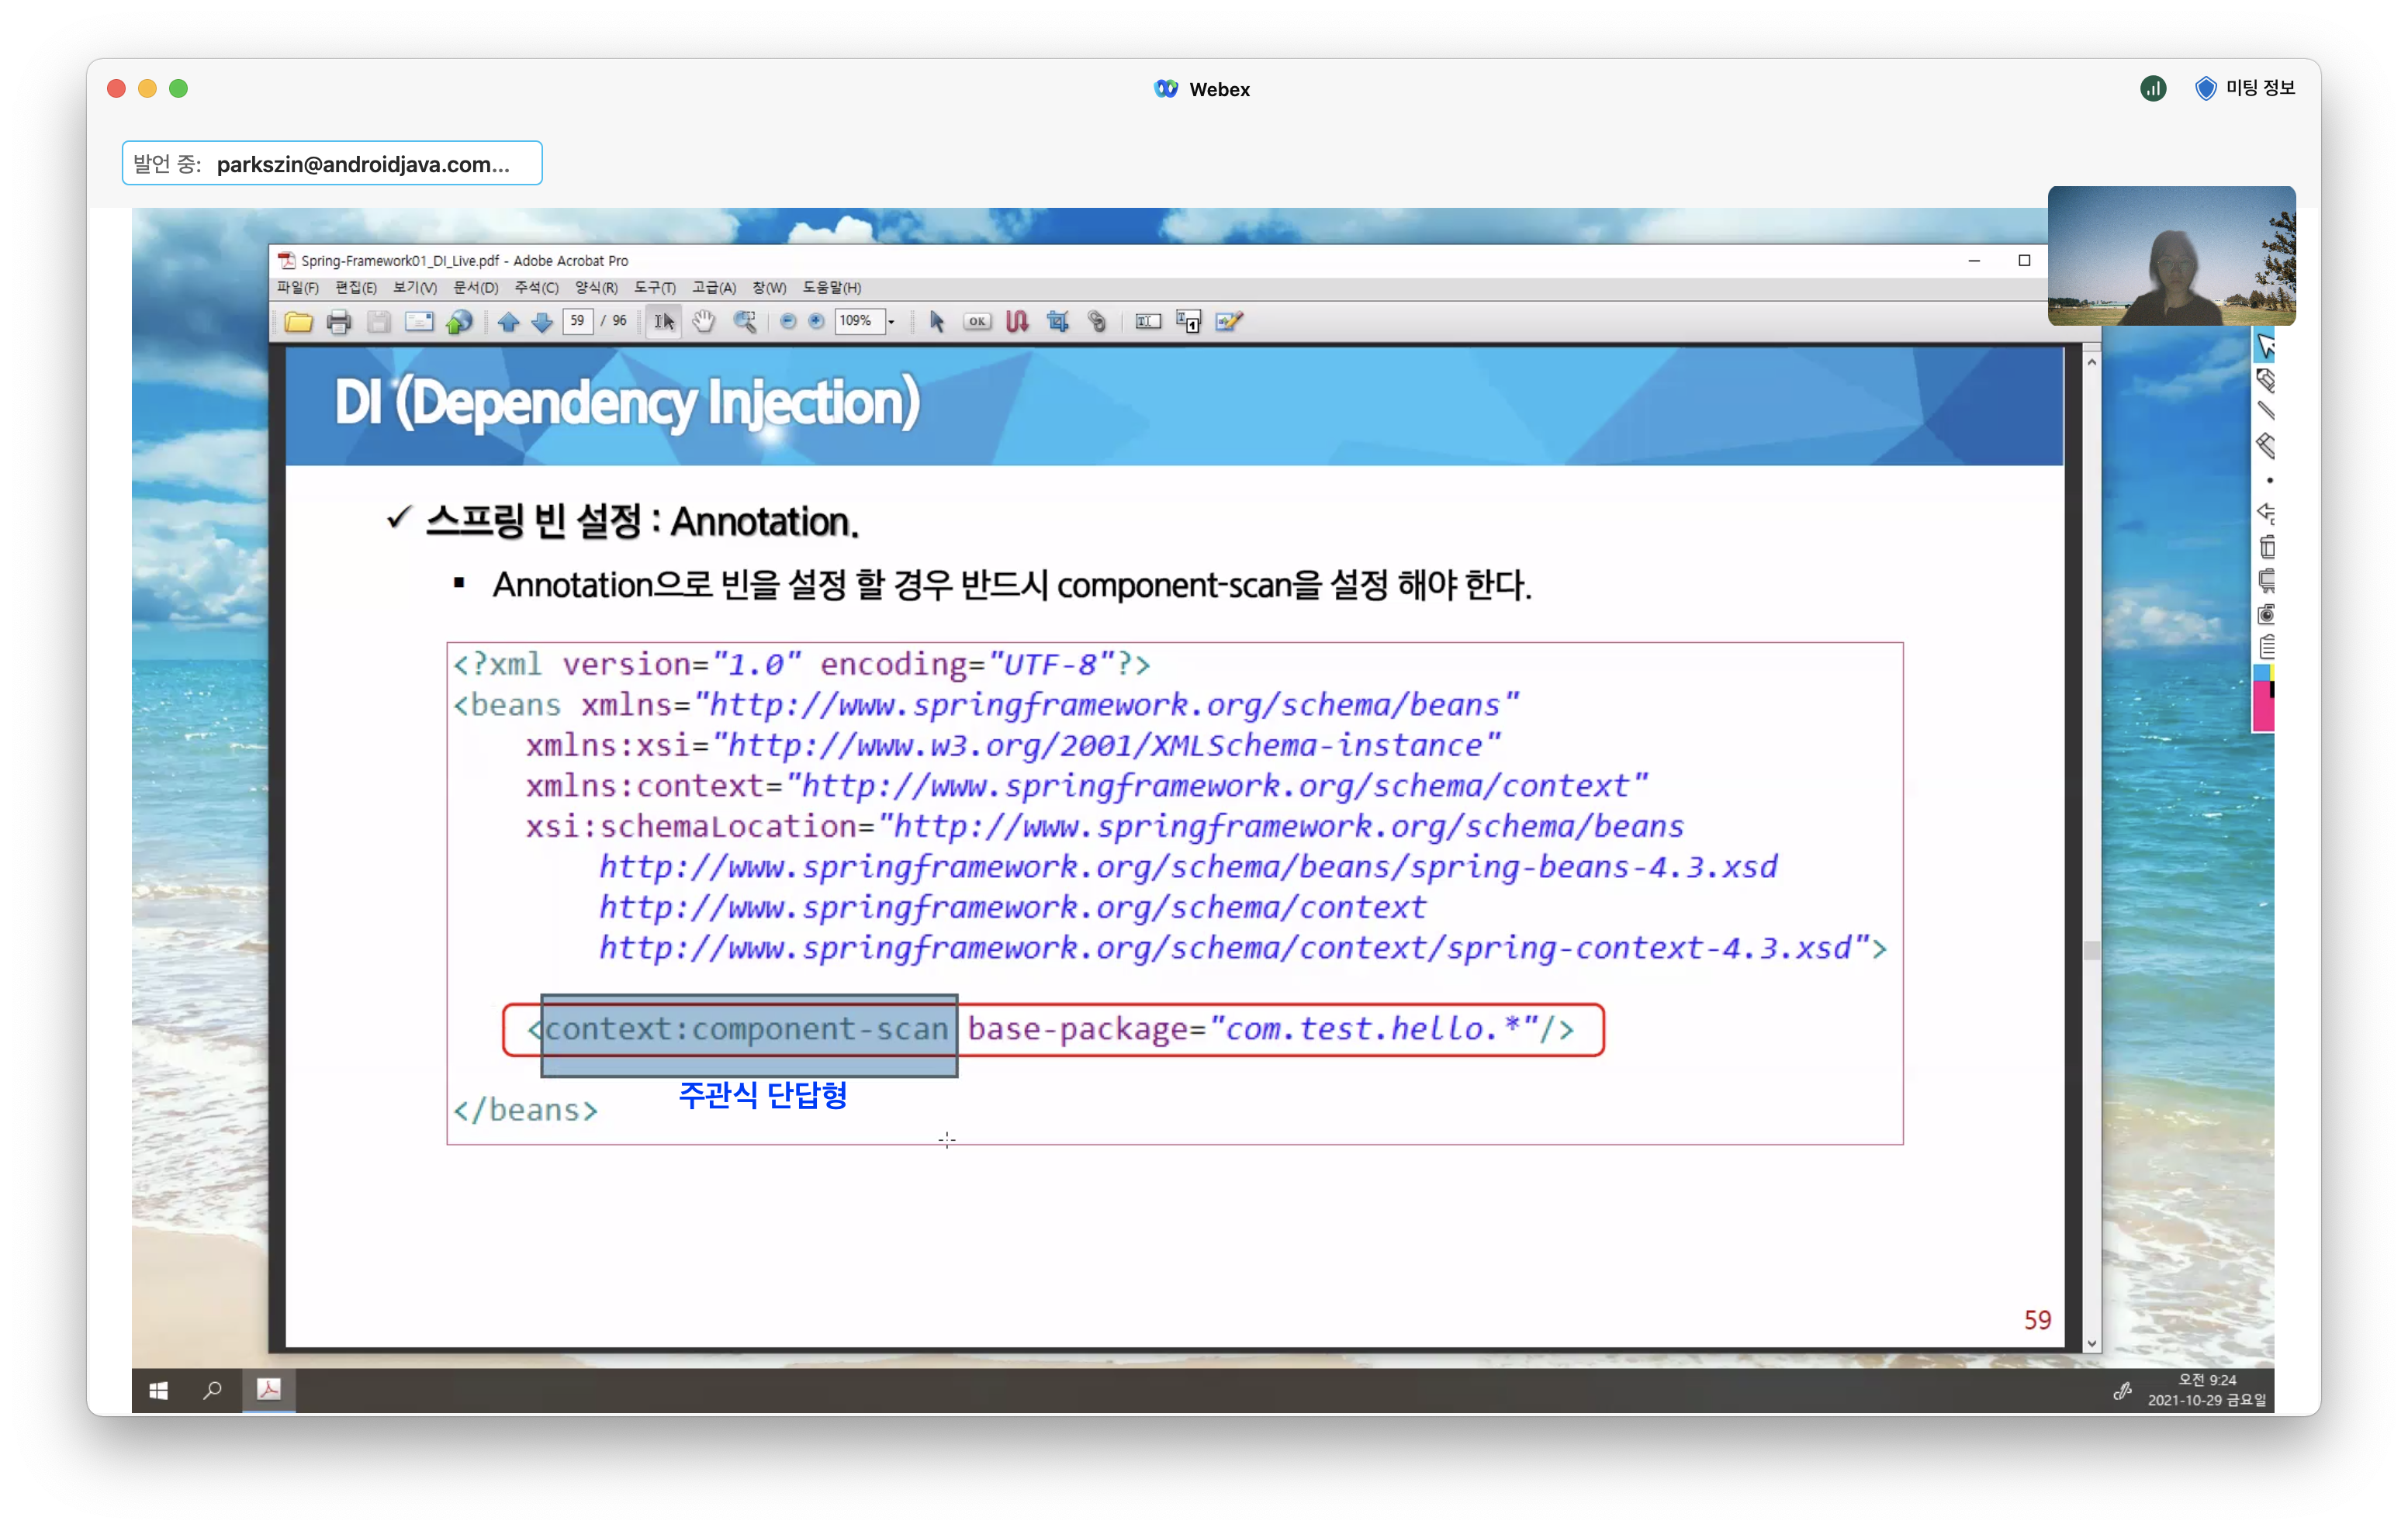 Webex
미팅 정보
발언 중: parkszin@androidjava.com...
Spring-Framework01_DI_Live.pdf - Adobe Acrobat Pro
파일(F) 편집(E) 보기(V) 문서(D) 주석(C) 양식(R) 도구(T) 고급(A) 창(W) 도움말(H)
59 / 96 109% OK
DI (Dependency Injection)
✓ 스프링 빈 설정 : Annotation.
▪ Annotation으로 빈을 설정 할 경우 반드시 component-scan을 설정 해야 한다.
<?xml version="1.0" encoding="UTF-8"?>
<beans xmlns="http://www.springframework.org/schema/beans"
xmlns:xsi="http://www.w3.org/2001/XMLSchema-instance"
xmlns:context="http://www.springframework.org/schema/context"
xsi:schemaLocation="http://www.springframework.org/schema/beans
http://www.springframework.org/schema/beans/spring-beans-4.3.xsd
http://www.springframework.org/schema/context
http://www.springframework.org/schema/context/spring-context-4.3.xsd">
<context:component-scan base-package="com.test.hello.*"/>
주관식 단답형
</beans>
59
오전 9:24
2021-10-29 금요일